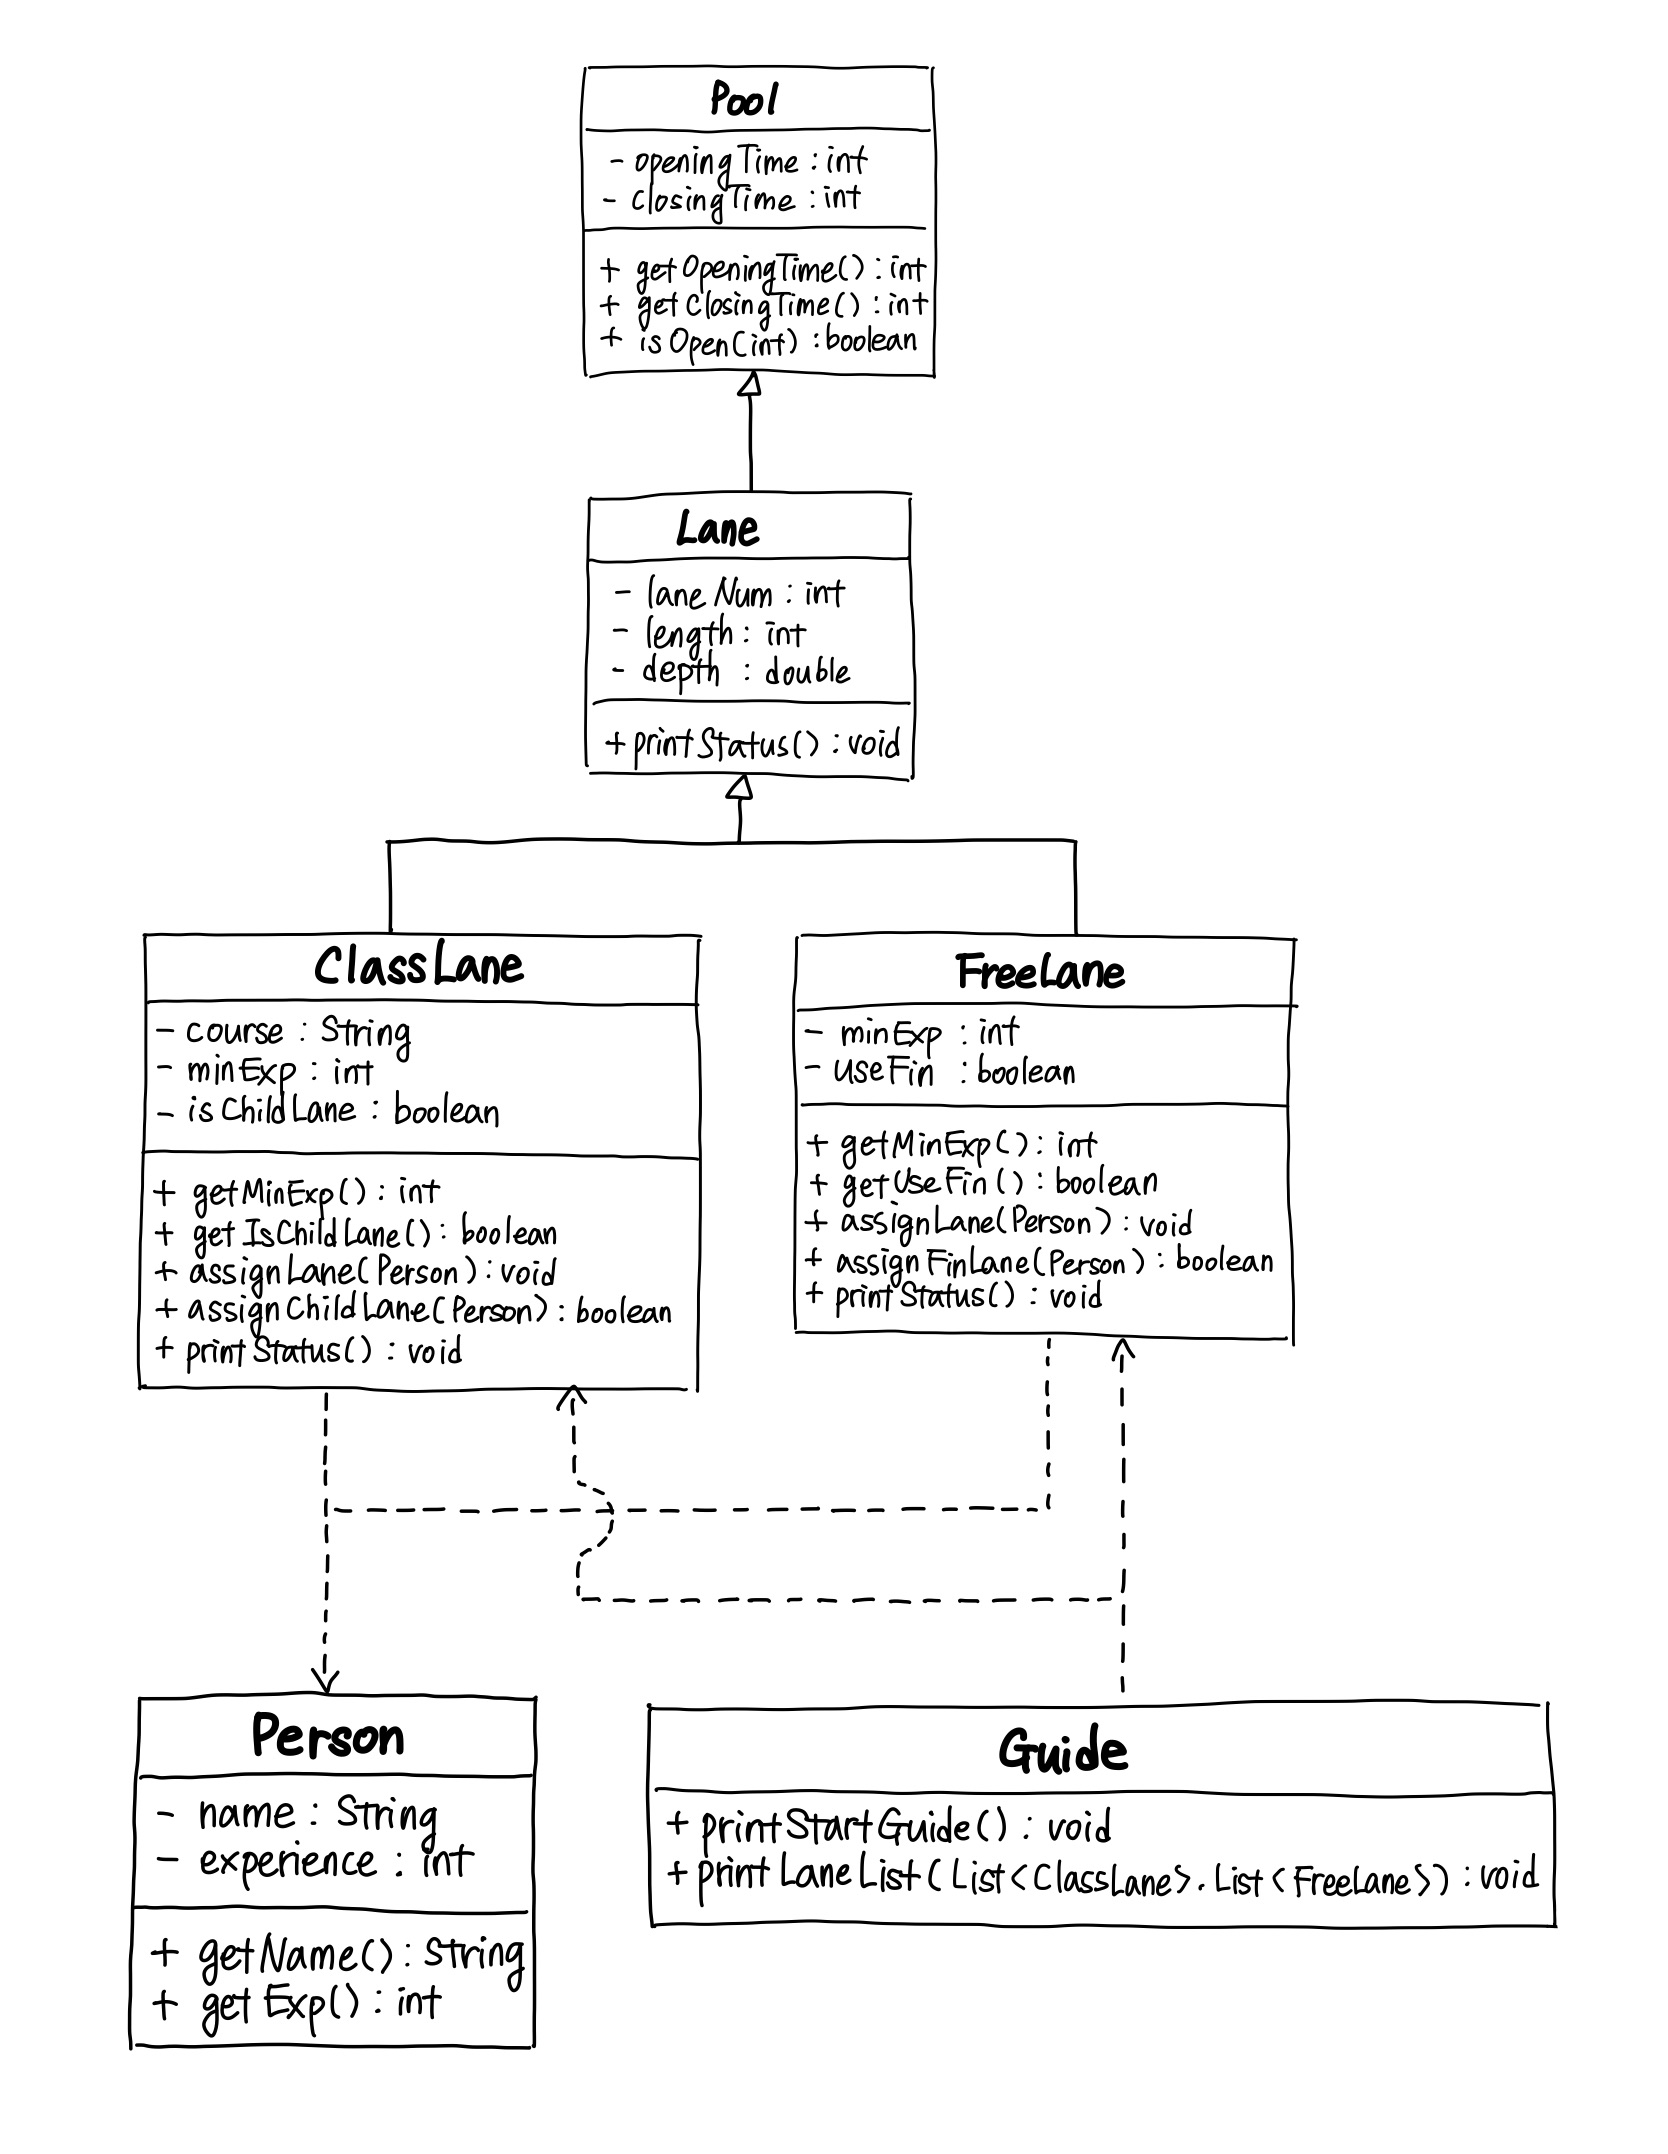 Pool
- openingTime : int
- closingTime : int
+ getOpeningTime() : int
+ getClosingTime() : int
+ isOpen(int) : boolean
Lane
- laneNum : int
- length : int
- depth : double
+ printStatus() : void
ClassLane
- course : String
- minExp : int
- isChildLane : boolean
+ getMinExp() : int
+ getIsChildLane() : boolean
+ assignLane(Person) : void
+ assignChildLane(Person) : boolean
+ printStatus() : void
FreeLane
- minExp : int
- useFin : boolean
+ getMinExp() : int
+ getUseFin() : boolean
+ assignLane(Person) : void
+ assignFinLane(Person) : boolean
+ printStatus() : void
Person
- name : String
- experience : int
+ getName() : String
+ getExp() : int
Guide
+ printStartGuide() : void
+ printLaneList(List<ClassLane>. List<FreeLane>) : void